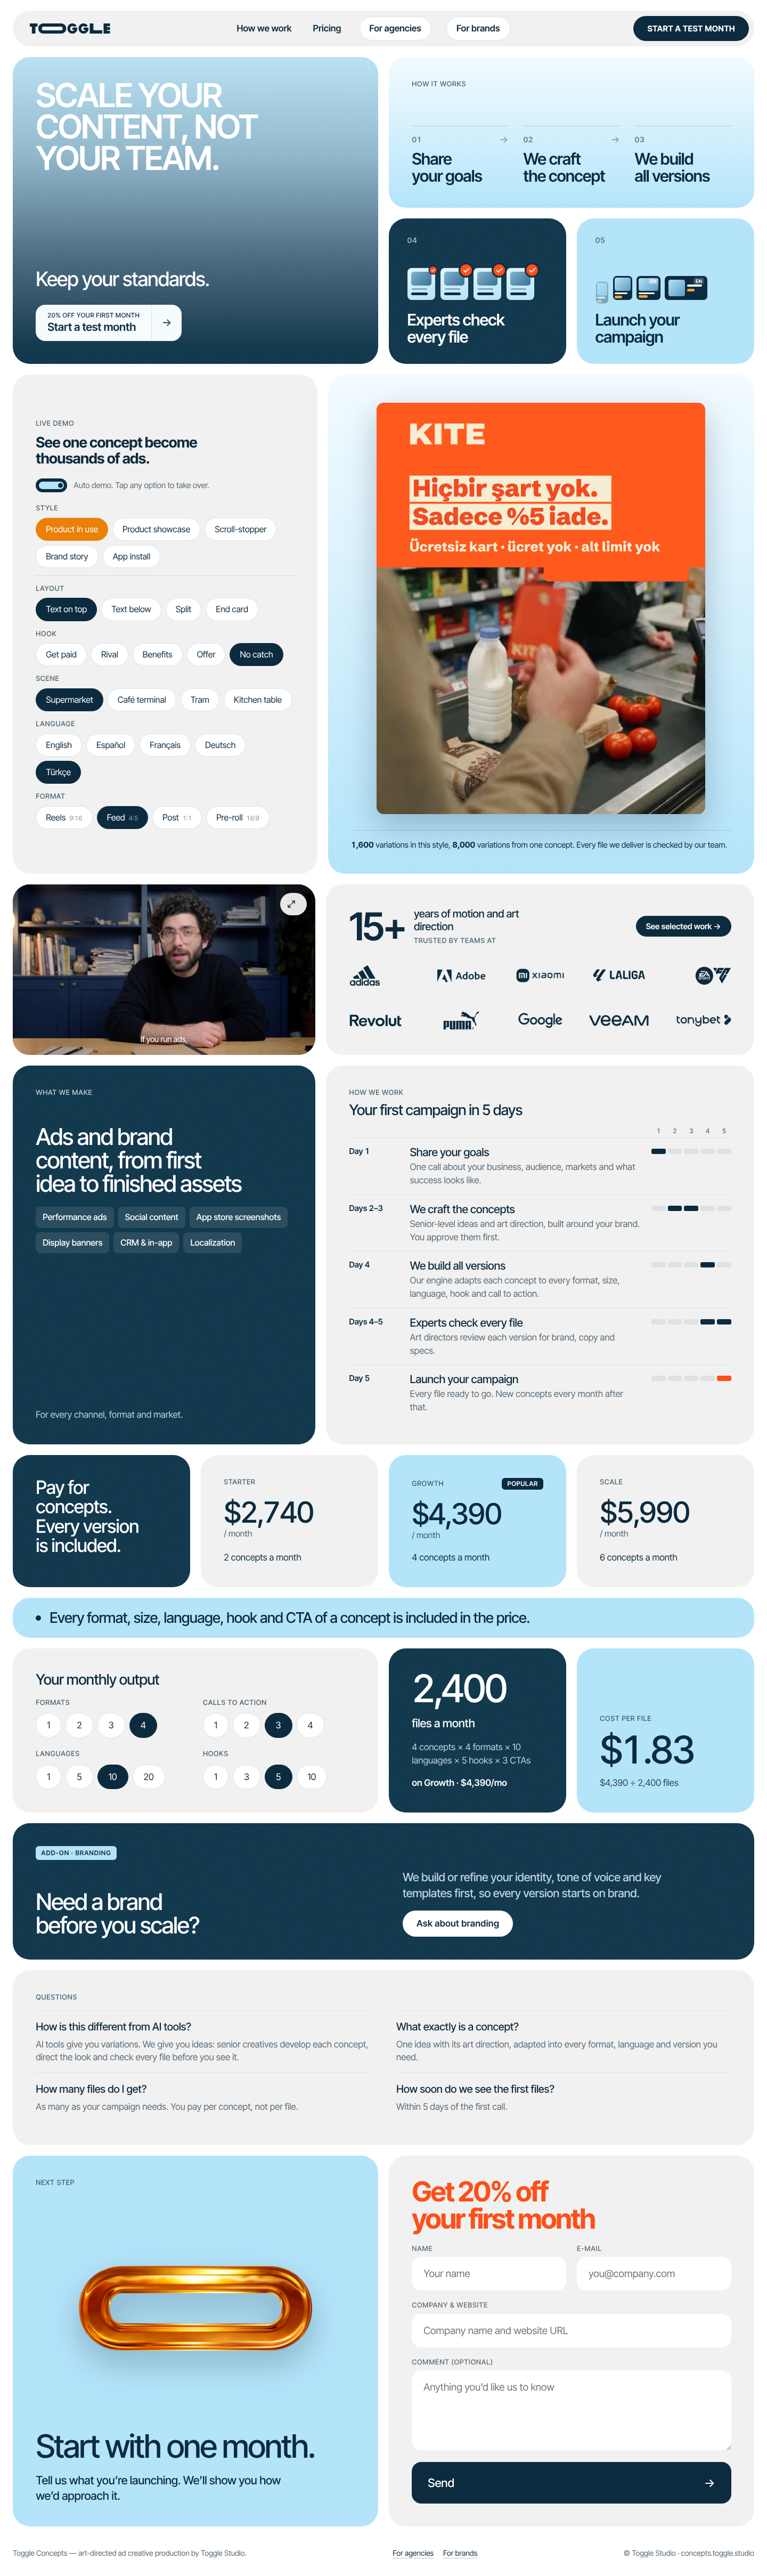 TOGGLE
How we work
Pricing
For agencies
For brands
START A TEST MONTH
SCALE YOUR
CONTENT, NOT
YOUR TEAM.
Keep your standards.
20% OFF YOUR FIRST MONTH
Start a test month →
HOW IT WORKS
01 →
Share
your goals
02 →
We craft
the concept
03
We build
all versions
04
Experts check
every file
05
EN
EN
Launch your
campaign
LIVE DEMO
See one concept become
thousands of ads.
Auto demo. Tap any option to take over.
STYLE
Product in use
Product showcase
Scroll-stopper
Brand story
App install
LAYOUT
Text on top
Text below
Split
End card
HOOK
Get paid
Rival
Benefits
Offer
No catch
SCENE
Supermarket
Café terminal
Tram
Kitchen table
LANGUAGE
English
Español
Français
Deutsch
Türkçe
FORMAT
Reels 9:16
Feed 4:5
Post 1:1
Pre-roll 16:9
KITE
Hiçbir şart yok.
Sadece %5 iade.
Ücretsiz kart · ücret yok · alt limit yok
KITE
1,600 variations in this style, 8,000 variations from one concept. Every file we deliver is checked by our team.
If you run ads,
15+
years of motion and art
direction
TRUSTED BY TEAMS AT
See selected work →
adidas
Adobe
xiaomi
LALIGA
EA
Revolut
PUMA
Google
veeam
tonybet
WHAT WE MAKE
Ads and brand
content, from first
idea to finished assets
Performance ads
Social content
App store screenshots
Display banners
CRM & in-app
Localization
For every channel, format and market.
HOW WE WORK
Your first campaign in 5 days
1 2 3 4 5
Day 1
Share your goals
One call about your business, audience, markets and what
success looks like.
Days 2–3
We craft the concepts
Senior-level ideas and art direction, built around your brand.
You approve them first.
Day 4
We build all versions
Our engine adapts each concept to every format, size,
language, hook and call to action.
Days 4–5
Experts check every file
Art directors review each version for brand, copy and
specs.
Day 5
Launch your campaign
Every file ready to go. New concepts every month after
that.
Pay for
concepts.
Every version
is included.
STARTER
$2,740
/ month
2 concepts a month
GROWTH
POPULAR
$4,390
/ month
4 concepts a month
SCALE
$5,990
/ month
6 concepts a month
• Every format, size, language, hook and CTA of a concept is included in the price.
Your monthly output
FORMATS
1 2 3 4
CALLS TO ACTION
1 2 3 4
LANGUAGES
1 5 10 20
HOOKS
1 3 5 10
2,400
files a month
4 concepts × 4 formats × 10
languages × 5 hooks × 3 CTAs
on Growth · $4,390/mo
COST PER FILE
$1.83
$4,390 ÷ 2,400 files
ADD-ON · BRANDING
Need a brand
before you scale?
We build or refine your identity, tone of voice and key
templates first, so every version starts on brand.
Ask about branding
QUESTIONS
How is this different from AI tools?
AI tools give you variations. We give you ideas: senior creatives develop each concept,
direct the look and check every file before you see it.
What exactly is a concept?
One idea with its art direction, adapted into every format, language and version you
need.
How many files do I get?
As many as your campaign needs. You pay per concept, not per file.
How soon do we see the first files?
Within 5 days of the first call.
NEXT STEP
Start with one month.
Tell us what you're launching. We'll show you how
we'd approach it.
Get 20% off
your first month
NAME
Your name
E-MAIL
you@company.com
COMPANY & WEBSITE
Company name and website URL
COMMENT (OPTIONAL)
Anything you'd like us to know
Send →
Toggle Concepts — art-directed ad creative production by Toggle Studio.
For agencies
For brands
© Toggle Studio · concepts.toggle.studio